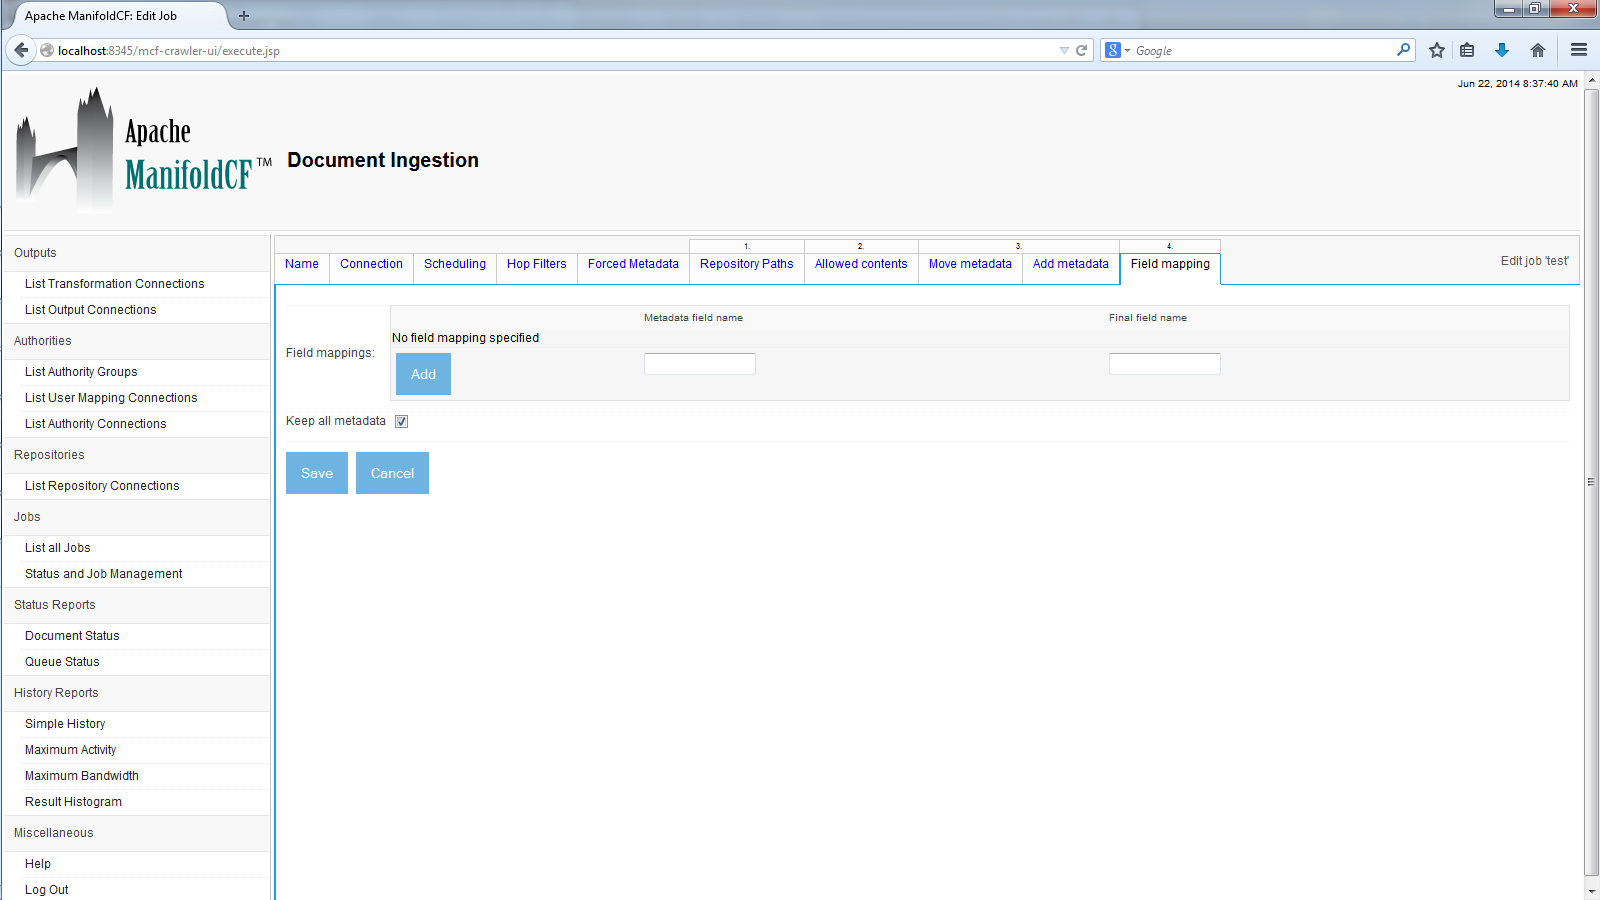 Apache ManifoldCF: Edit Job
localhost:8345/mcf-crawler-ui/execute.jsp
8 Google
Jun 22, 2014 8:37:40 AM
Apache
ManifoldCF™
Document Ingestion
Outputs
List Transformation Connections
List Output Connections
Authorities
List Authority Groups
List User Mapping Connections
List Authority Connections
Repositories
List Repository Connections
Jobs
List all Jobs
Status and Job Management
Status Reports
Document Status
Queue Status
History Reports
Simple History
Maximum Activity
Maximum Bandwidth
Result Histogram
Miscellaneous
Help
Log Out
1. 2. 3. 4.
Name Connection Scheduling Hop Filters Forced Metadata Repository Paths Allowed contents Move metadata Add metadata Field mapping Edit job 'test'
Metadata field name Final field name
No field mapping specified
Field mappings:
Add
Keep all metadata
Save Cancel